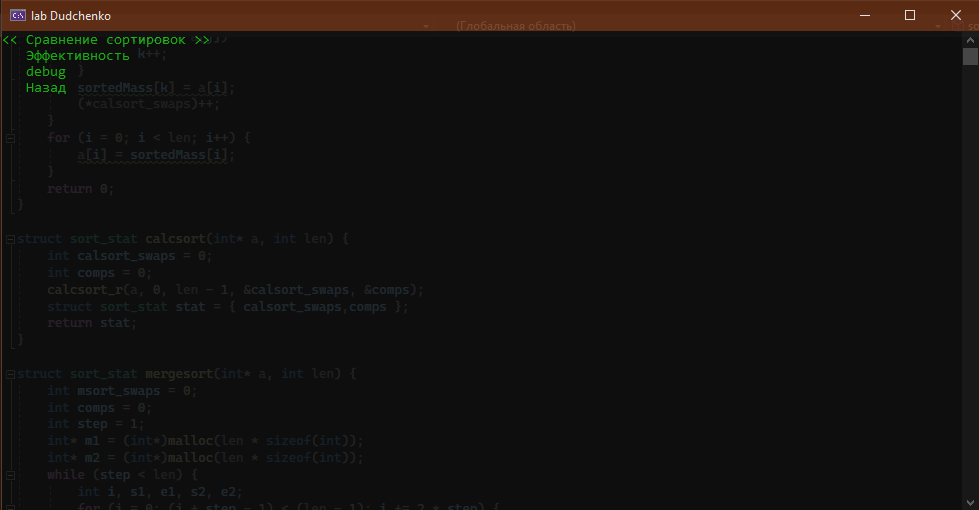 lab Dudchenko
(Глобальная область)
<< Сравнение сортировок >>
Эффективность k++;
debug }
Назад sortedMass[k] = a[i];
(*calsort_swaps)++;
}
for (i = 0; i < len; i++) {
a[i] = sortedMass[i];
}
return 0;
}
struct sort_stat calcsort(int* a, int len) {
int calsort_swaps = 0;
int comps = 0;
calcsort_r(a, 0, len - 1, &calsort_swaps, &comps);
struct sort_stat stat = { calsort_swaps,comps };
return stat;
}
struct sort_stat mergesort(int* a, int len) {
int msort_swaps = 0;
int comps = 0;
int step = 1;
int* m1 = (int*)malloc(len * sizeof(int));
int* m2 = (int*)malloc(len * sizeof(int));
while (step < len) {
int i, s1, e1, s2, e2;
for (i = 0; (i + step - 1) < (len - 1); i += 2 * step) {